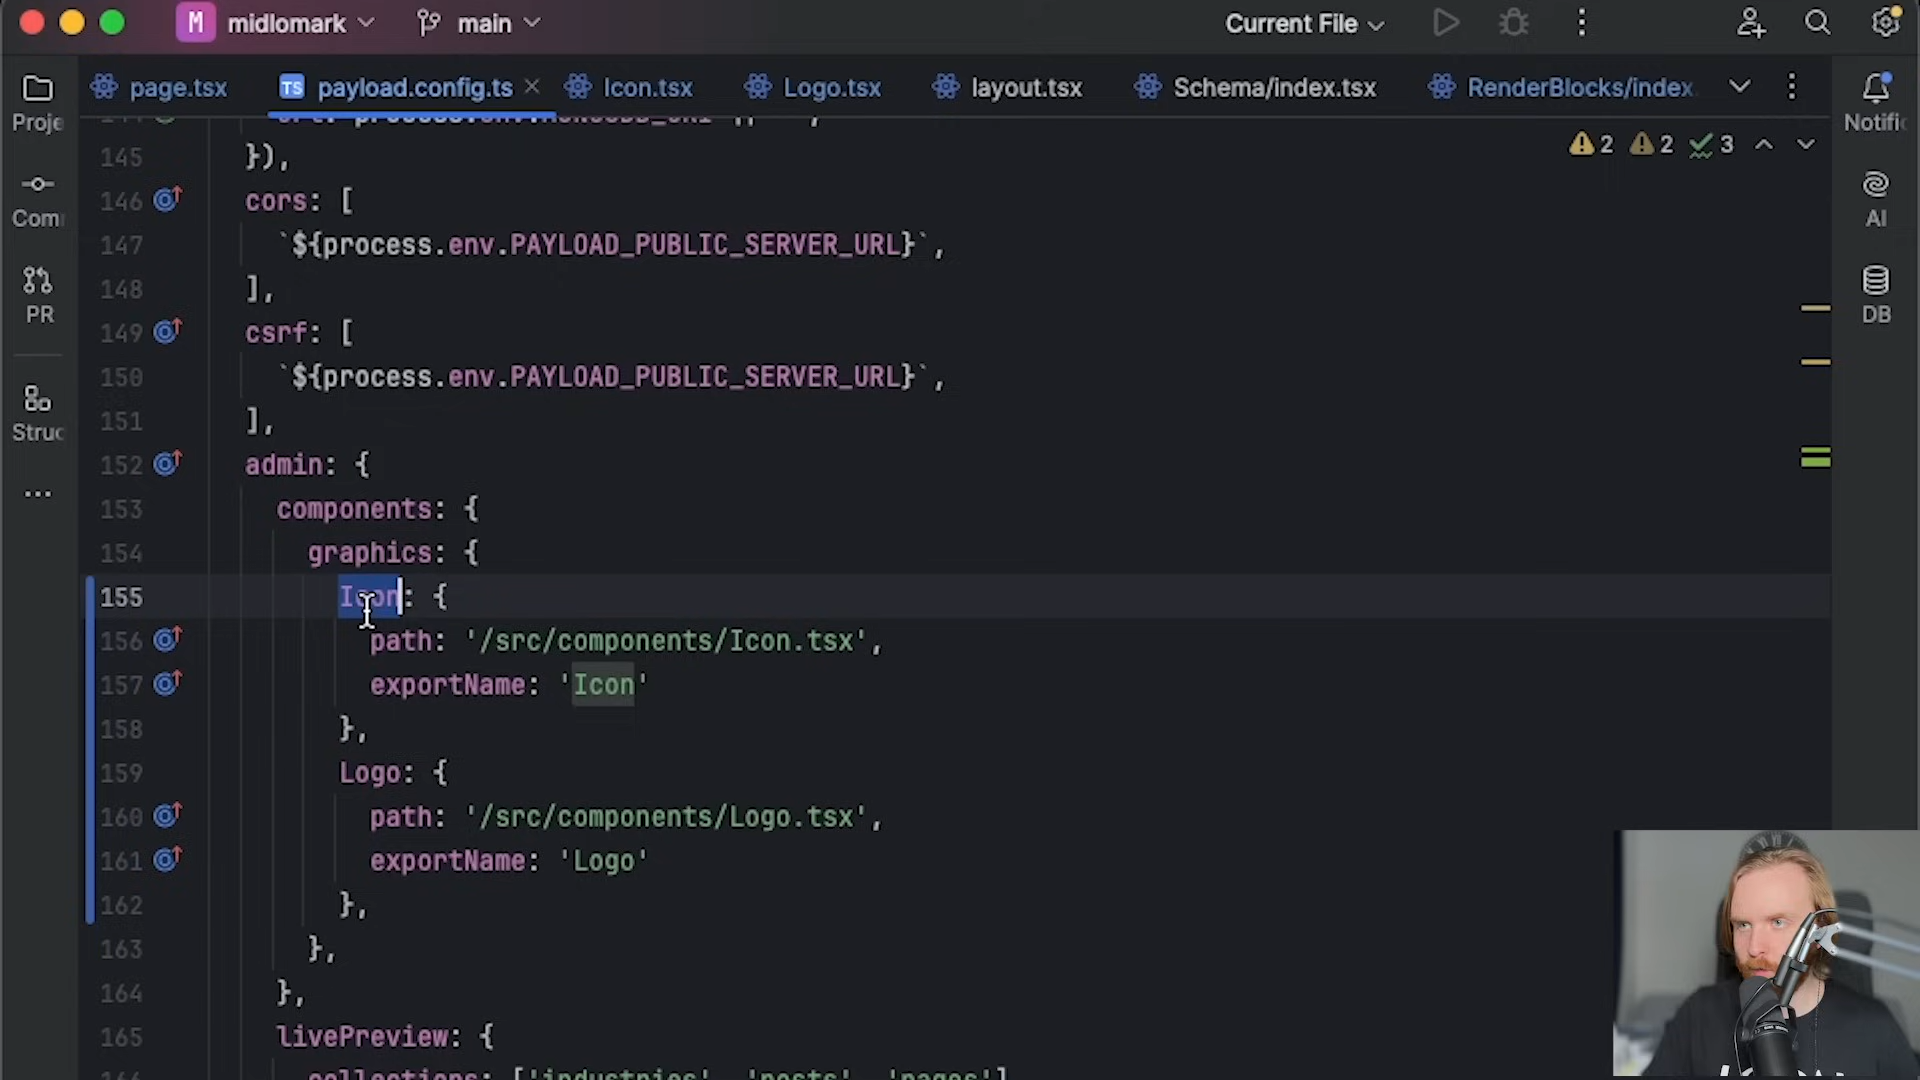 M midlomark main Current File
page.tsx payload.config.ts Icon.tsx Logo.tsx layout.tsx Schema/index.tsx RenderBlocks/index.
Proje
Com
PR
Struc
Notific
AI
DB
2 2 3
145 }),
146 cors: [
147 `${process.env.PAYLOAD_PUBLIC_SERVER_URL}`,
148 ],
149 csrf: [
150 `${process.env.PAYLOAD_PUBLIC_SERVER_URL}`,
151 ],
152 admin: {
153 components: {
154 graphics: {
155 Icon: {
156 path: '/src/components/Icon.tsx',
157 exportName: 'Icon'
158 },
159 Logo: {
160 path: '/src/components/Logo.tsx',
161 exportName: 'Logo'
162 },
163 },
164 },
165 livePreview: {
collections: ['industries', 'posts', 'pages']